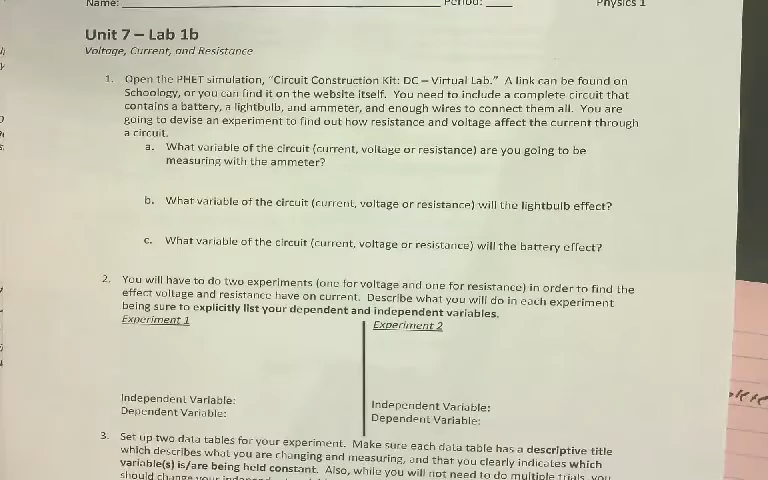 Name: Period: Physics 1
Unit 7 – Lab 1b
Voltage, Current, and Resistance
1. Open the PHET simulation, "Circuit Construction Kit: DC – Virtual Lab." A link can be found on
Schoology, or you can find it on the website itself. You need to include a complete circuit that
contains a battery, a lightbulb, and ammeter, and enough wires to connect them all. You are
going to devise an experiment to find out how resistance and voltage affect the current through
a circuit.
a. What variable of the circuit (current, voltage or resistance) are you going to be
measuring with the ammeter?
b. What variable of the circuit (current, voltage or resistance) will the lightbulb effect?
c. What variable of the circuit (current, voltage or resistance) will the battery effect?
2. You will have to do two experiments (one for voltage and one for resistance) in order to find the
effect voltage and resistance have on current. Describe what you will do in each experiment
being sure to explicitly list your dependent and independent variables.
Experiment 1
Independent Variable:
Dependent Variable:
Experiment 2
Independent Variable:
Dependent Variable:
3. Set up two data tables for your experiment. Make sure each data table has a descriptive title
which describes what you are changing and measuring, and that you clearly indicates which
variable(s) is/are being held constant. Also, while you will not need to do multiple trials, you
should change your